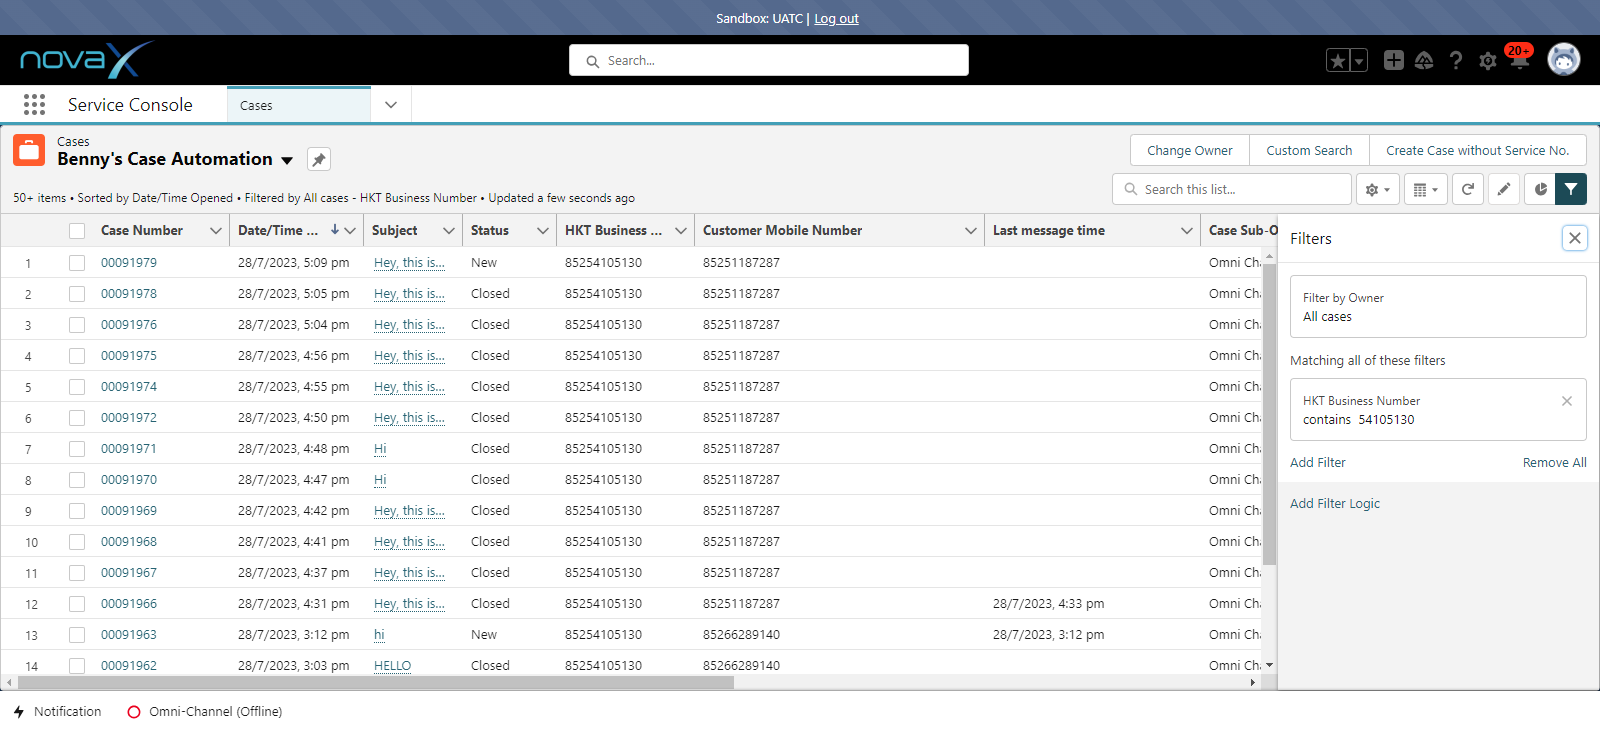 Sandbox: UATC | Log out
novax
Search...
20+
Service Console
Cases
Cases
Benny's Case Automation
Change Owner
Custom Search
Create Case without Service No.
50+ items • Sorted by Date/Time Opened • Filtered by All cases - HKT Business Number • Updated a few seconds ago
Search this list...
Case Number Date/Time ... Subject Status HKT Business ... Customer Mobile Number Last message time Case Sub-O
1 00091979 28/7/2023, 5:09 pm Hey, this is... New 85254105130 85251187287 Omni Cha
2 00091978 28/7/2023, 5:05 pm Hey, this is... Closed 85254105130 85251187287 Omni Cha
3 00091976 28/7/2023, 5:04 pm Hey, this is... Closed 85254105130 85251187287 Omni Cha
4 00091975 28/7/2023, 4:56 pm Hey, this is... Closed 85254105130 85251187287 Omni Cha
5 00091974 28/7/2023, 4:55 pm Hey, this is... Closed 85254105130 85251187287 Omni Cha
6 00091972 28/7/2023, 4:50 pm Hey, this is... Closed 85254105130 85251187287 Omni Cha
7 00091971 28/7/2023, 4:48 pm Hi Closed 85254105130 85251187287 Omni Cha
8 00091970 28/7/2023, 4:47 pm Hi Closed 85254105130 85251187287 Omni Cha
9 00091969 28/7/2023, 4:42 pm Hey, this is... Closed 85254105130 85251187287 Omni Cha
10 00091968 28/7/2023, 4:41 pm Hey, this is... Closed 85254105130 85251187287 Omni Cha
11 00091967 28/7/2023, 4:37 pm Hey, this is... Closed 85254105130 85251187287 Omni Cha
12 00091966 28/7/2023, 4:31 pm Hey, this is... Closed 85254105130 85251187287 28/7/2023, 4:33 pm Omni Cha
13 00091963 28/7/2023, 3:12 pm hi New 85254105130 85266289140 28/7/2023, 3:12 pm Omni Cha
14 00091962 28/7/2023, 3:03 pm HELLO Closed 85254105130 85266289140 Omni Cha
Filters
Filter by Owner
All cases
Matching all of these filters
HKT Business Number
contains 54105130
Add Filter
Remove All
Add Filter Logic
Notification
Omni-Channel (Offline)